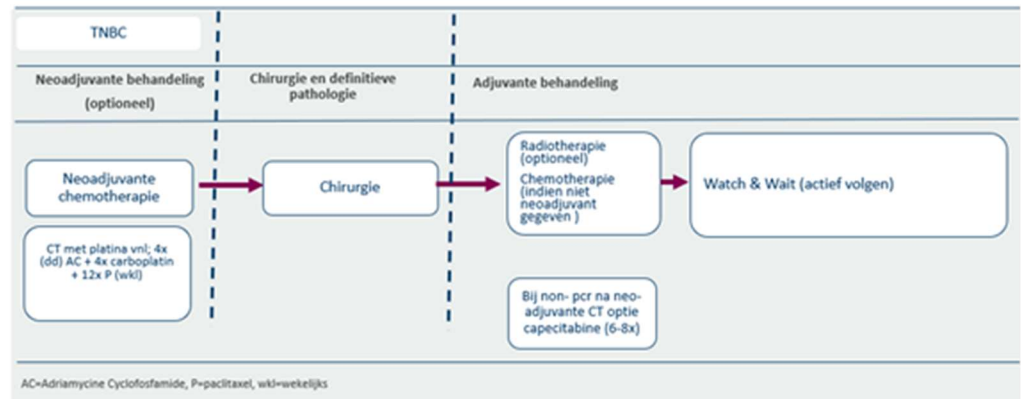 TNBC
Neoadjuvante behandeling
(optioneel)
Chirurgie en definitieve
pathologie
Adjuvante behandeling
Neoadjuvante
chemotherapie
CT met platina vnl; 4x
(dd) AC + 4x carboplatin
+ 12x P (wkl)
Chirurgie
Radiotherapie
(optioneel)
Chemotherapie
(indien niet
neoadjuvant
gegeven )
Bij non- pcr na neo-
adjuvante CT optie
capecitabine (6-8x)
Watch & Wait (actief volgen)
AC=Adriamycine Cyclofosfamide, P=paclitaxel, wkl=wekelijks